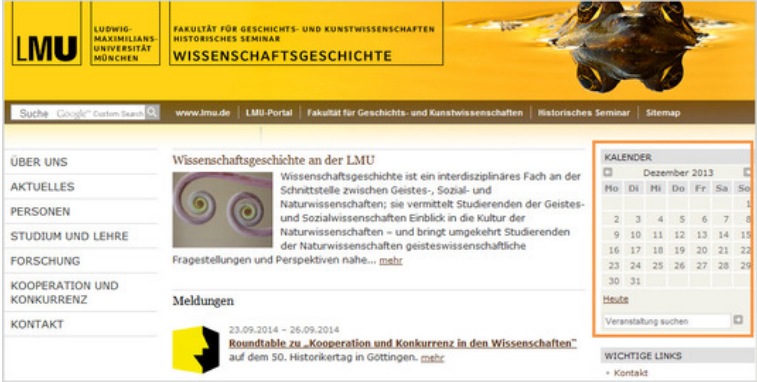 LMU
LUDWIG-
MAXIMILIANS-
UNIVERSITÄT
MÜNCHEN
FAKULTÄT FÜR GESCHICHTS- UND KUNSTWISSENSCHAFTEN
HISTORISCHES SEMINAR
WISSENSCHAFTSGESCHICHTE
Suche Google™ Custom Search
www.lmu.de | LMU-Portal | Fakultät für Geschichts- und Kunstwissenschaften | Historisches Seminar | Sitemap
ÜBER UNS
AKTUELLES
PERSONEN
STUDIUM UND LEHRE
FORSCHUNG
KOOPERATION UND
KONKURRENZ
KONTAKT
Wissenschaftsgeschichte an der LMU
Wissenschaftsgeschichte ist ein interdisziplinäres Fach an der
Schnittstelle zwischen Geistes-, Sozial- und
Naturwissenschaften; sie vermittelt Studierenden der Geistes-
und Sozialwissenschaften Einblick in die Kultur der
Naturwissenschaften – und bringt umgekehrt Studierenden
der Naturwissenschaften geisteswissenschaftliche
Fragestellungen und Perspektiven nahe... mehr
Meldungen
23.09.2014 – 26.09.2014
Roundtable zu „Kooperation und Konkurrenz in den Wissenschaften"
auf dem 50. Historikertag in Göttingen. mehr
KALENDER
Dezember 2013
Mo Di Mi Do Fr Sa So
1
2 3 4 5 6 7 8
9 10 11 12 13 14 15
16 17 18 19 20 21 22
23 24 25 26 27 28 29
30 31
Heute
Veranstaltung suchen
WICHTIGE LINKS
Kontakt